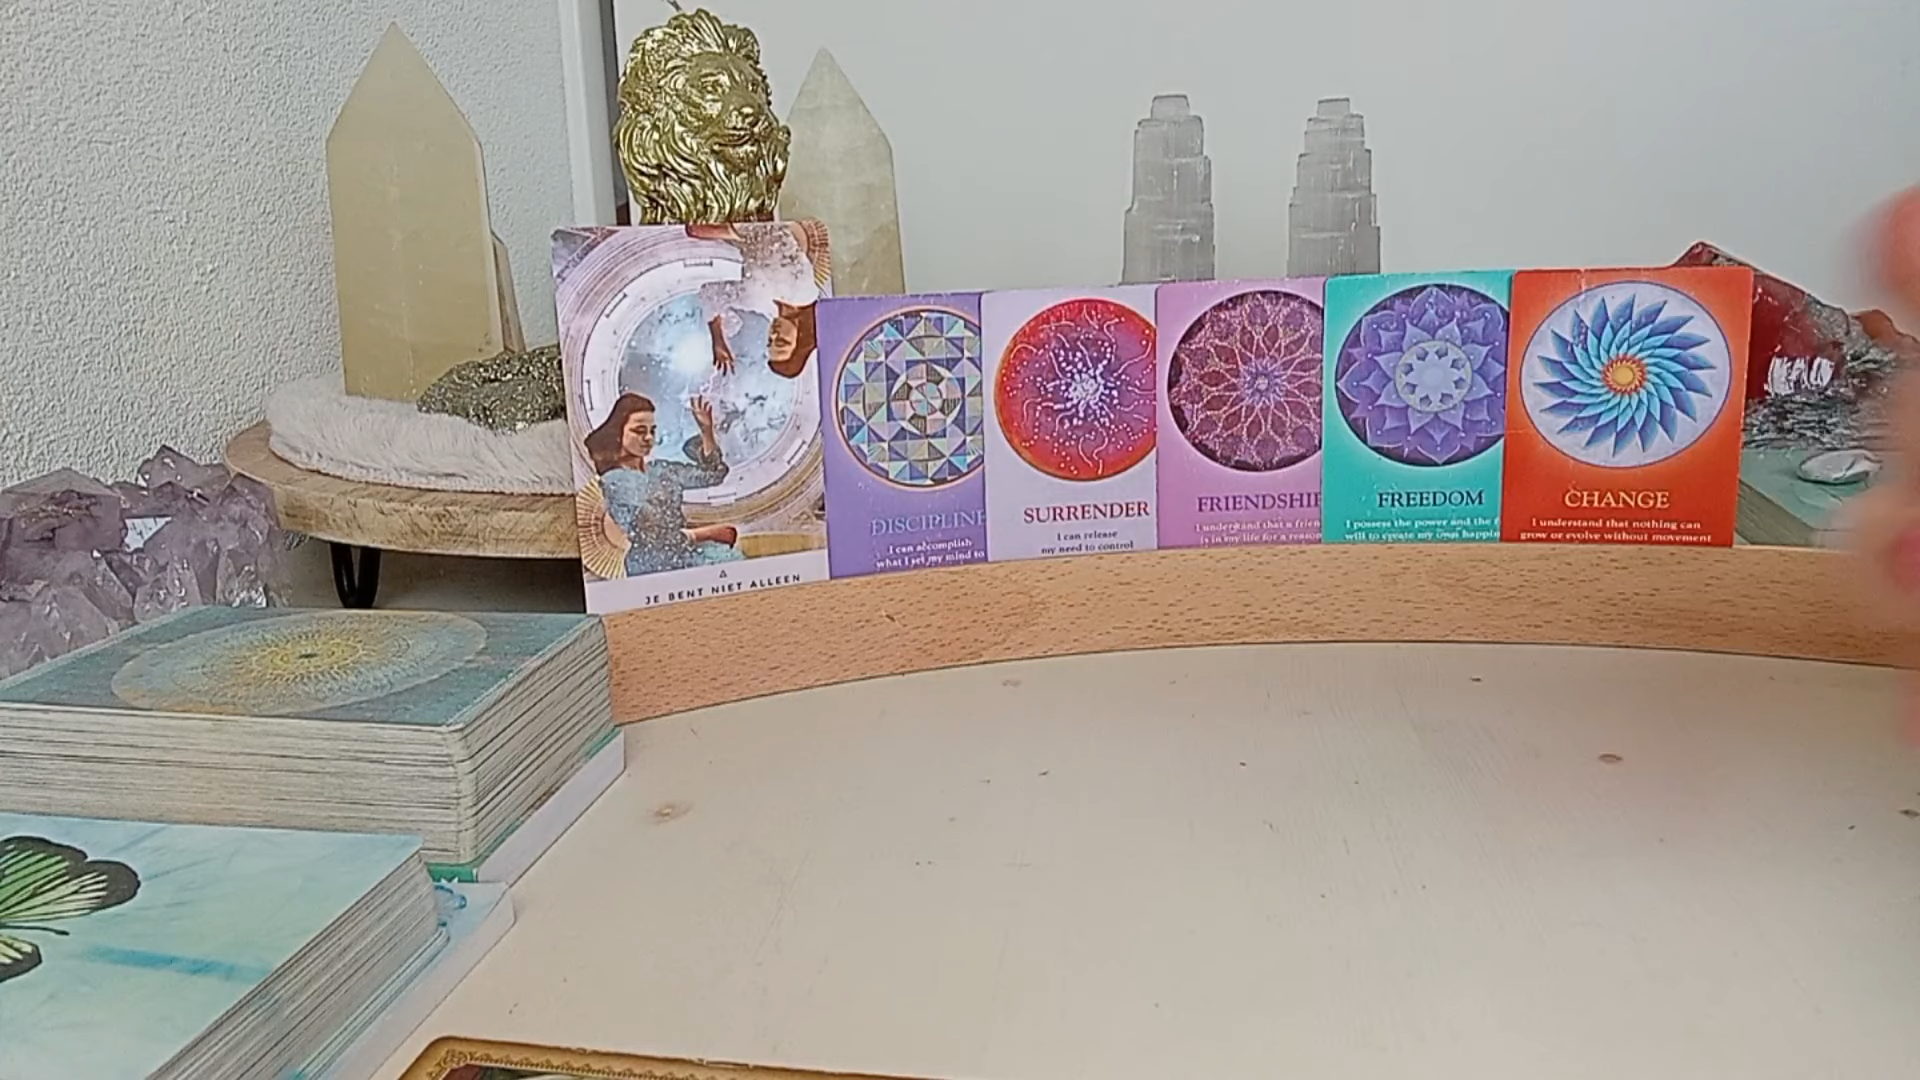 JE BENT NIET ALLEEN
DISCIPLINE
I can accomplish
what I set my mind to
SURRENDER
I can release
my need to control
FRIENDSHIP
I understand that a frien
is in my life for a reason
FREEDOM
I possess the power and the f
will to create my own happin
CHANGE
I understand that nothing can
grow or evolve without movement